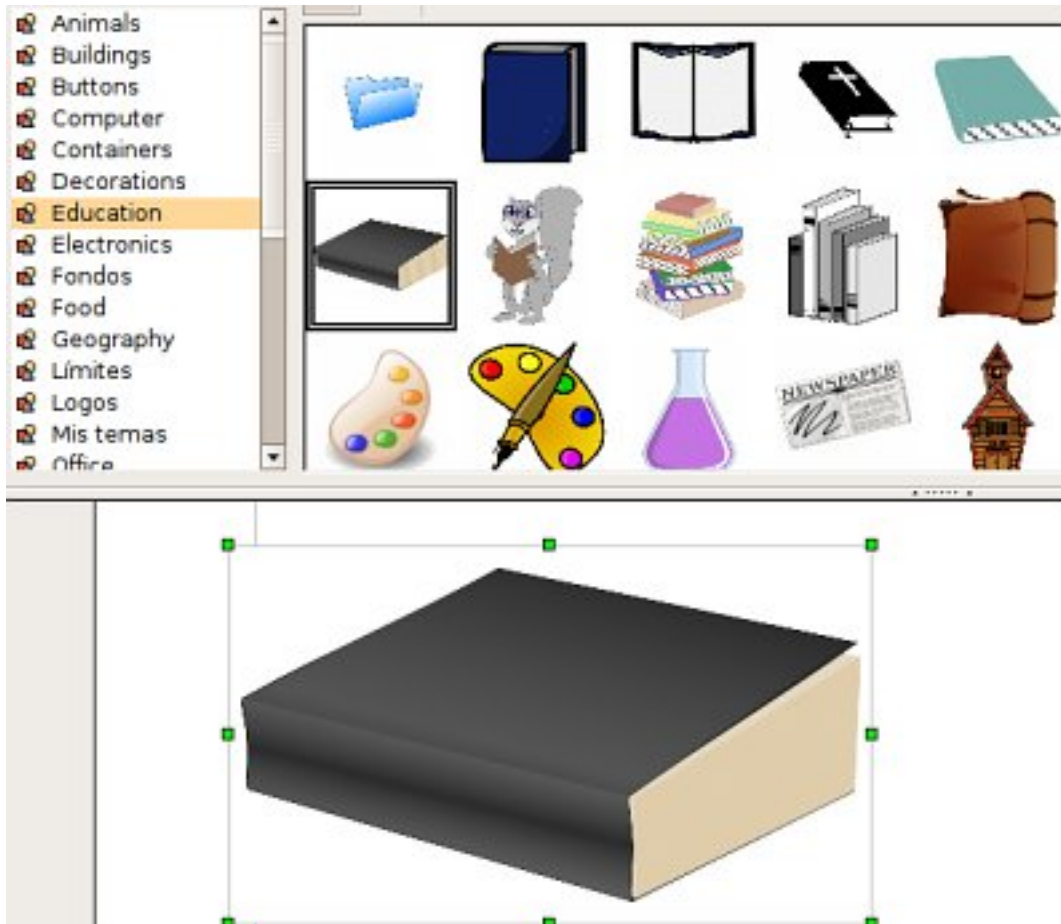 Animals
Buildings
Buttons
Computer
Containers
Decorations
Education
Electronics
Fondos
Food
Geography
Límites
Logos
Mis temas
Office
NEWSPAPER